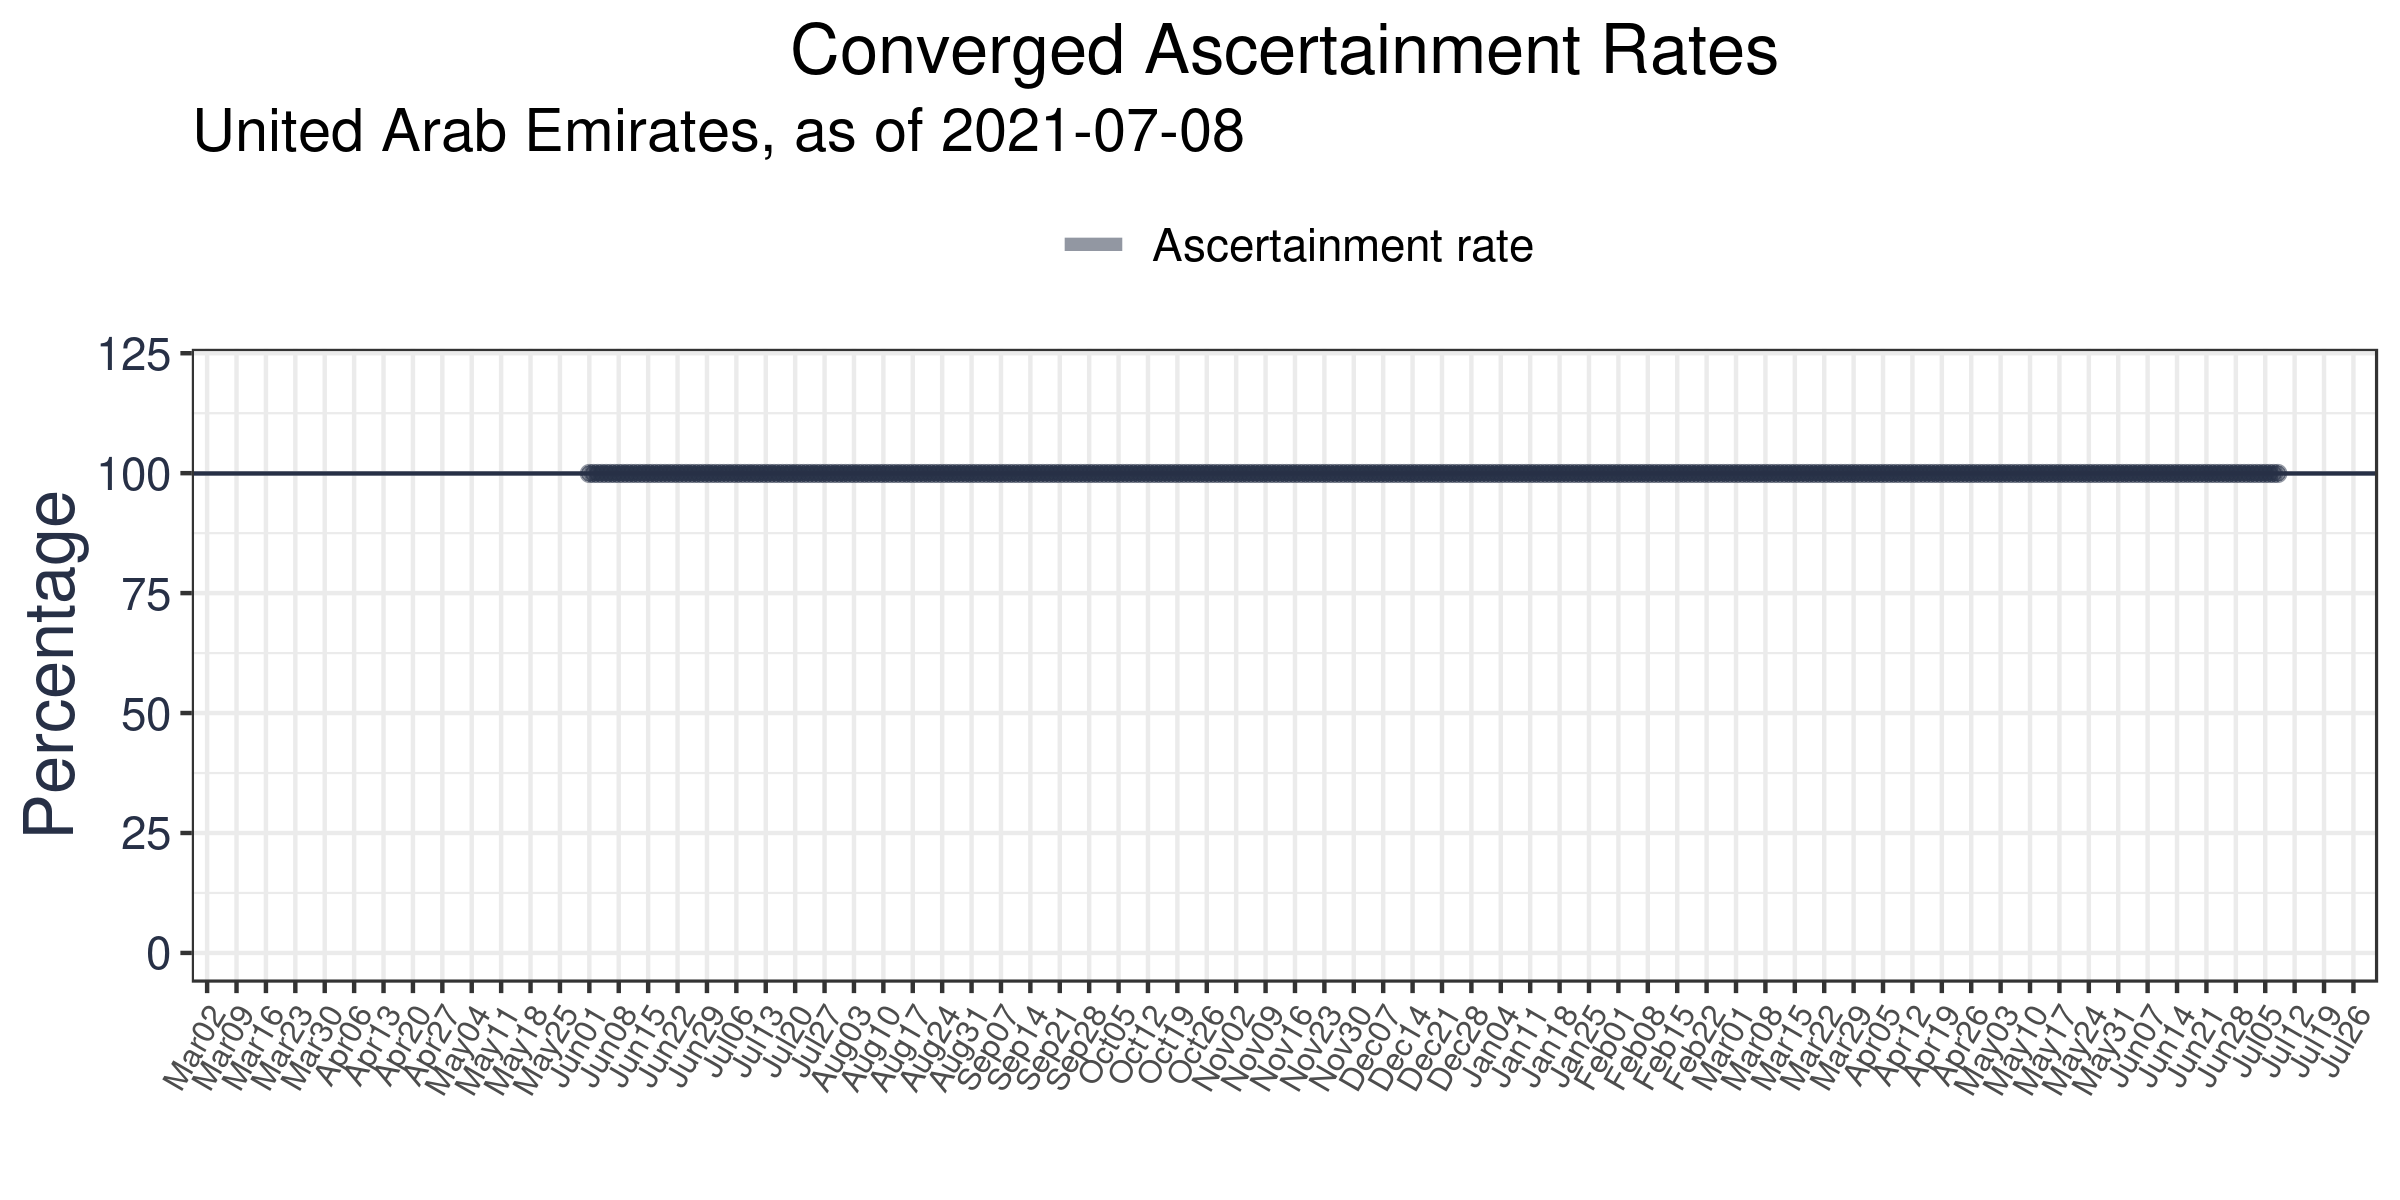 Converged Ascertainment Rates
United Arab Emirates, as of 2021-07-08
Ascertainment rate
Percentage
125
100
75
50
25
0
Mar02 Mar09 Mar16 Mar23 Mar30 Apr06 Apr13 Apr20 Apr27 May04 May11 May18 May25 Jun01 Jun08 Jun15 Jun22 Jun29 Jul06 Jul13 Jul20 Jul27 Aug03 Aug10 Aug17 Aug24 Aug31 Sep07 Sep14 Sep21 Sep28 Oct05 Oct12 Oct19 Oct26 Nov02 Nov09 Nov16 Nov23 Nov30 Dec07 Dec14 Dec21 Dec28 Jan04 Jan11 Jan18 Jan25 Feb01 Feb08 Feb15 Feb22 Mar01 Mar08 Mar15 Mar22 Mar29 Apr05 Apr12 Apr19 Apr26 May03 May10 May17 May24 May31 Jun07 Jun14 Jun21 Jun28 Jul05 Jul12 Jul19 Jul26